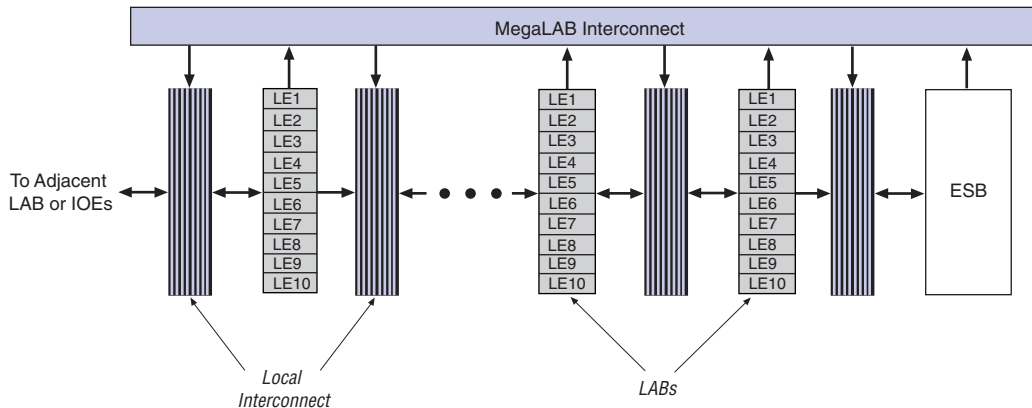 MegaLAB Interconnect
LE1
LE2
LE3
LE4
LE5
LE6
LE7
LE8
LE9
LE10
LE1
LE2
LE3
LE4
LE5
LE6
LE7
LE8
LE9
LE10
LE1
LE2
LE3
LE4
LE5
LE6
LE7
LE8
LE9
LE10
To Adjacent
LAB or IOEs
ESB
Local
Interconnect
LABs